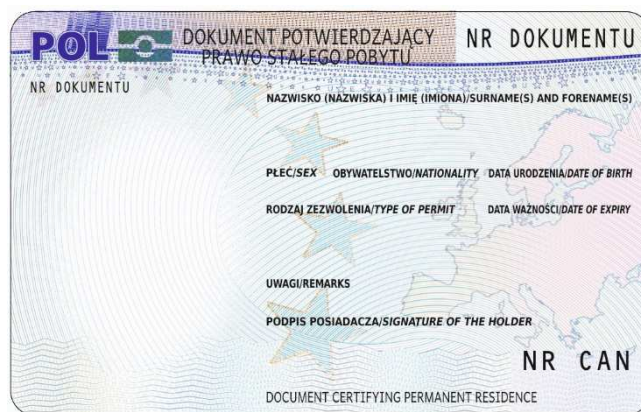 POL DOKUMENT POTWIERDZAJĄCY NR DOKUMENTU
PRAWO STAŁEGO POBYTU
NR DOKUMENTU
NAZWISKO (NAZWISKA) I IMIĘ (IMIONA)/SURNAME(S) AND FORENAME(S)
PŁEĆ/SEX OBYWATELSTWO/NATIONALITY DATA URODZENIA/DATE OF BIRTH
RODZAJ ZEZWOLENIA/TYPE OF PERMIT DATA WAŻNOŚCI/DATE OF EXPIRY
UWAGI/REMARKS
PODPIS POSIADACZA/SIGNATURE OF THE HOLDER
NR CAN
DOCUMENT CERTIFYING PERMANENT RESIDENCE